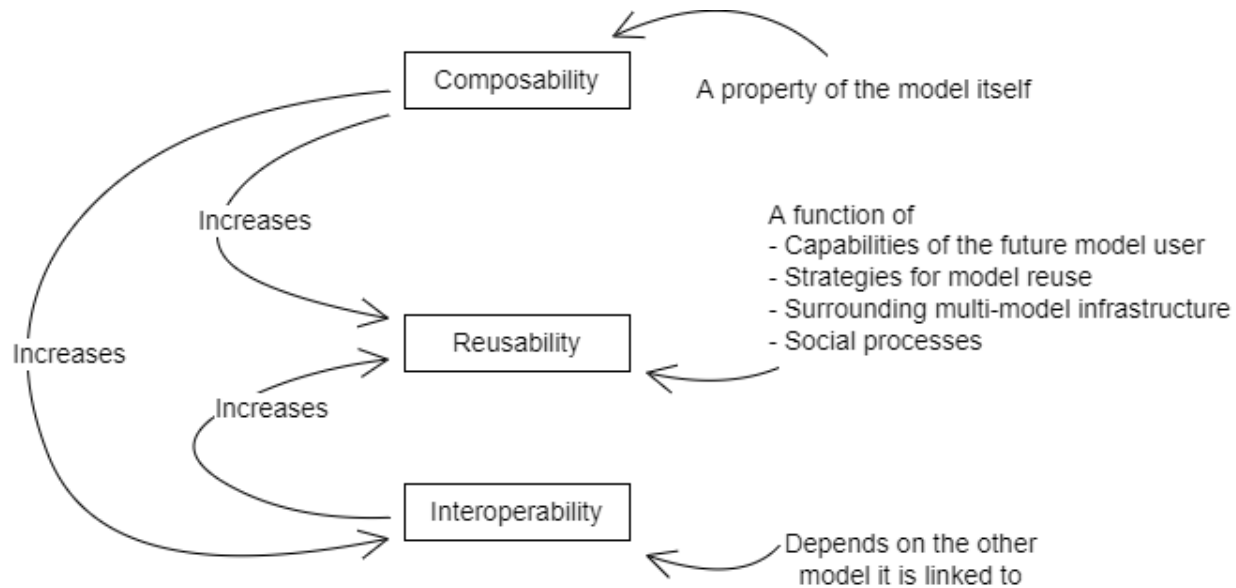 Composability
A property of the model itself
Increases
A function of
- Capabilities of the future model user
- Strategies for model reuse
- Surrounding multi-model infrastructure
- Social processes
Reusability
Increases
Increases
Interoperability
Depends on the other
model it is linked to